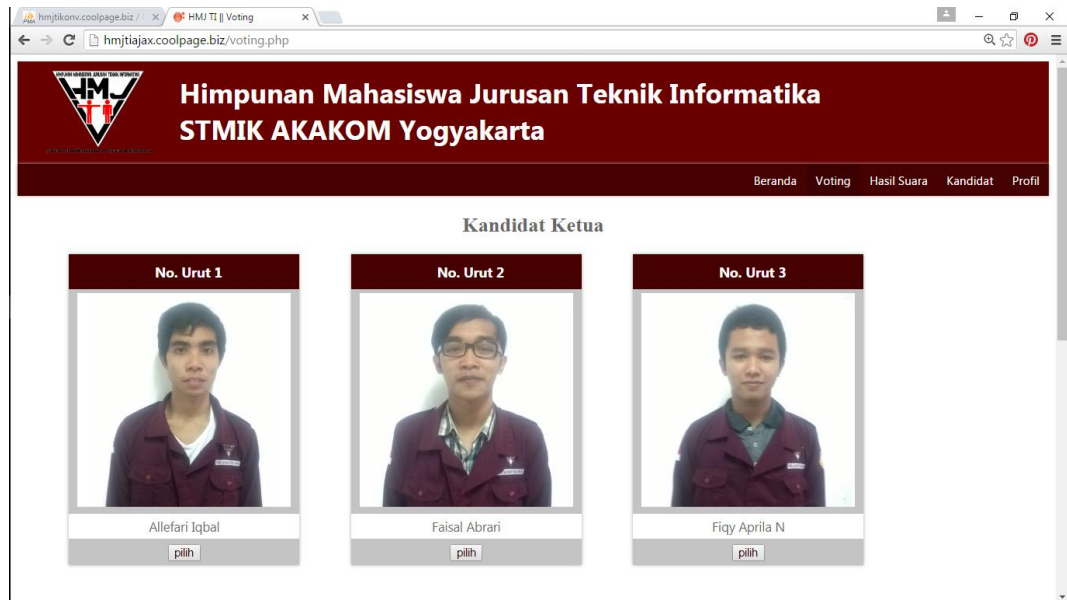 hmjtikonv.coolpage.biz /
HMJ TI || Voting
hmjtiajax.coolpage.biz/voting.php
HMJ
Himpunan Mahasiswa Jurusan Teknik Informatika
STMIK AKAKOM Yogyakarta
Beranda Voting Hasil Suara Kandidat Profil
Kandidat Ketua
No. Urut 1
No. Urut 2
No. Urut 3
Allefari Iqbal
Faisal Abrari
Fiqy Aprila N
pilih
pilih
pilih